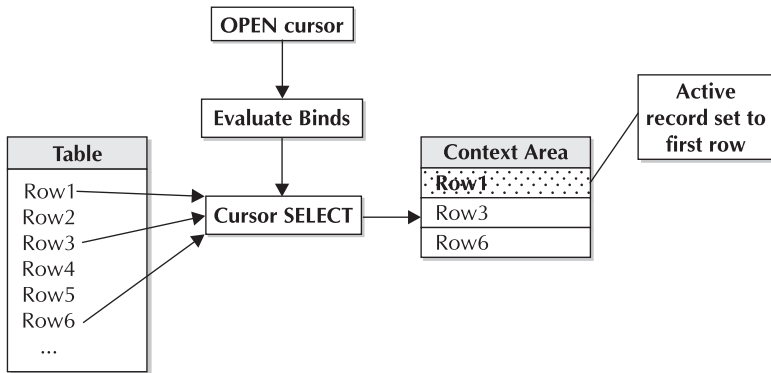 OPEN cursor
Evaluate Binds
Active
record set to
first row
Table
Row1
Row2
Row3
Row4
Row5
Row6
...
Cursor SELECT
Context Area
Row1
Row3
Row6